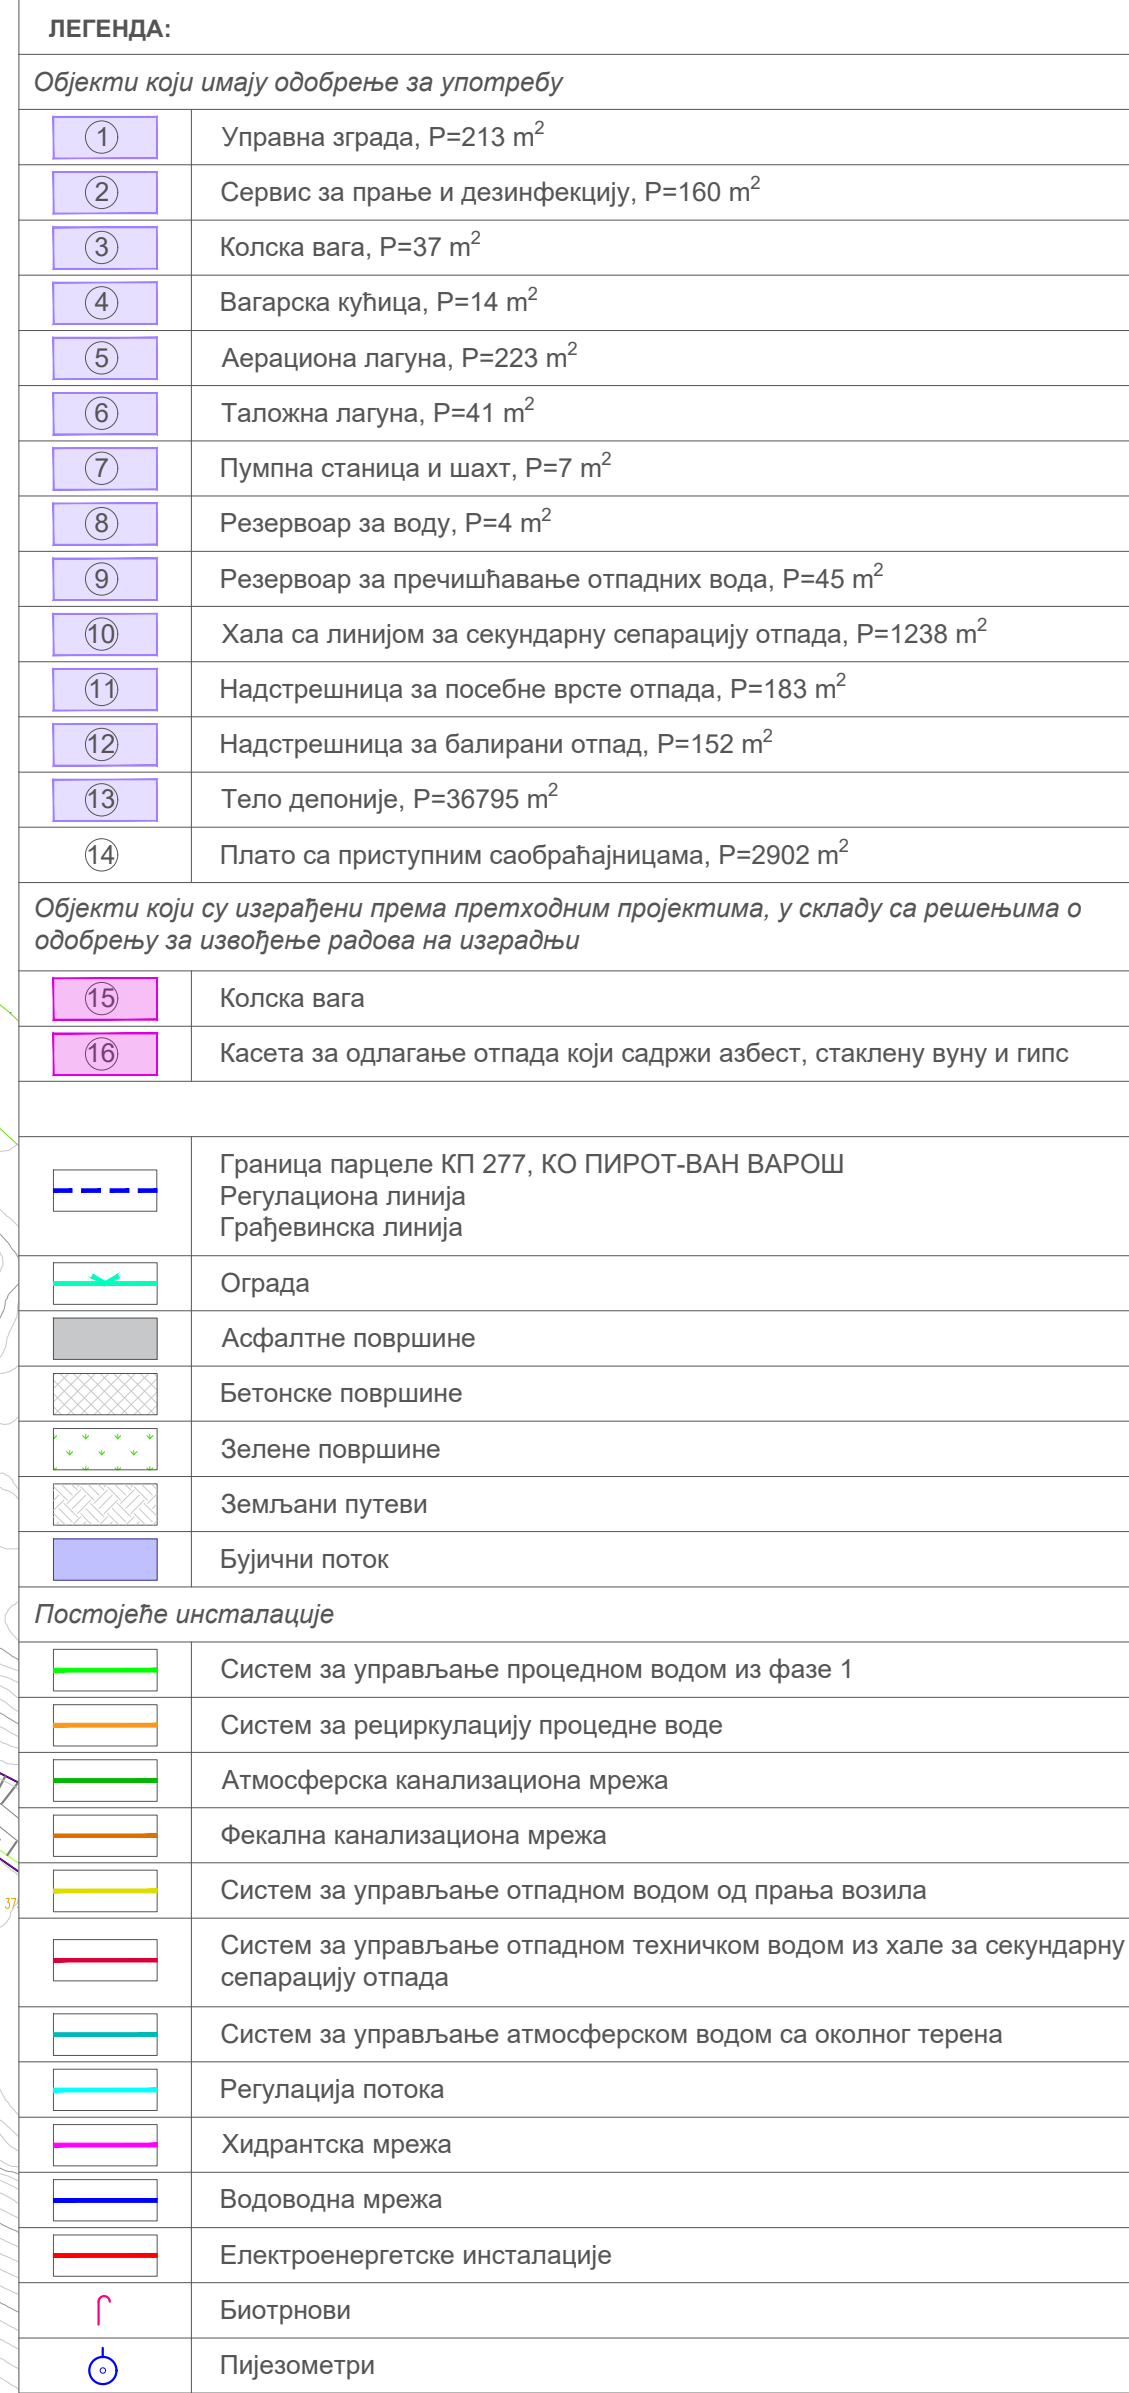 ЛЕГЕНДА:
Објекти који имају одобрење за употребу
1 Управна зграда, P=213 m²
2 Сервис за прање и дезинфекцију, P=160 m²
3 Колска вага, P=37 m²
4 Вагарска кућица, P=14 m²
5 Аерациона лагуна, P=223 m²
6 Таложна лагуна, P=41 m²
7 Пумпна станица и шахт, P=7 m²
8 Резервоар за воду, P=4 m²
9 Резервоар за пречишћавање отпадних вода, P=45 m²
10 Хала са линијом за секундарну сепарацију отпада, P=1238 m²
11 Надстрешница за посебне врсте отпада, P=183 m²
12 Надстрешница за балирани отпад, P=152 m²
13 Тело депоније, P=36795 m²
14 Плато са приступним саобраћајницама, P=2902 m²
Објекти који су изграђени према претходним пројектима, у складу са решењима о
одобрењу за извођење радова на изградњи
15 Колска вага
16 Касета за одлагање отпада који садржи азбест, стаклену вуну и гипс
Граница парцеле КП 277, КО ПИРОТ-ВАН ВАРОШ
Регулациона линија
Грађевинска линија
Ограда
Асфалтне површине
Бетонске површине
Зелене површине
Земљани путеви
Бујични поток
Постојеће инсталације
Систем за управљање процедном водом из фазе 1
Систем за рециркулацију процедне воде
Атмосферска канализациона мрежа
Фекална канализациона мрежа
Систем за управљање отпадном водом од прања возила
Систем за управљање отпадном техничком водом из хале за секундарну
сепарацију отпада
Систем за управљање атмосферском водом са околног терена
Регулација потока
Хидрантска мрежа
Водоводна мрежа
Електроенергетске инсталације
Биотрнови
Пијезометри